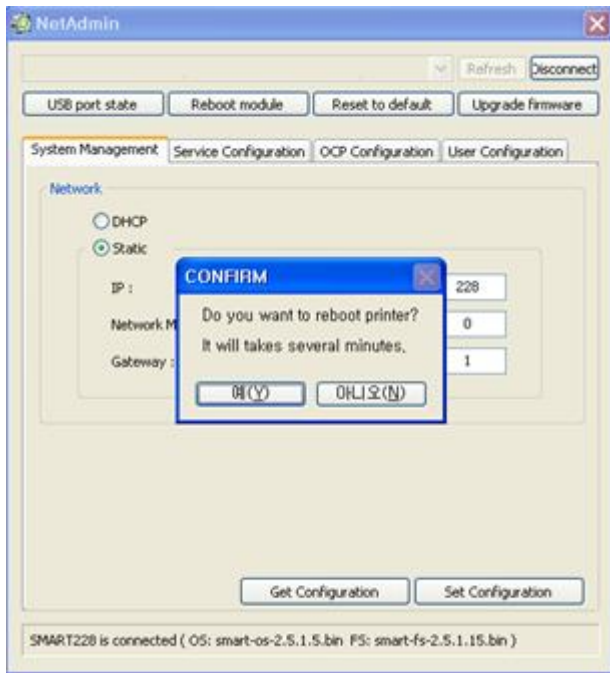 NetAdmin
Refresh Disconnect
USB port state Reboot module Reset to default Upgrade firmware
System Management Service Configuration OCP Configuration User Configuration
Network
DHCP
Static
CONFIRM
IP : 228
Do you want to reboot printer?
Network M 0
It will takes several minutes,
Gateway : 1
예(Y) 아니오(N)
Get Configuration Set Configuration
SMART228 is connected ( OS: smart-os-2.5.1.5.bin FS: smart-fs-2.5.1.15.bin )